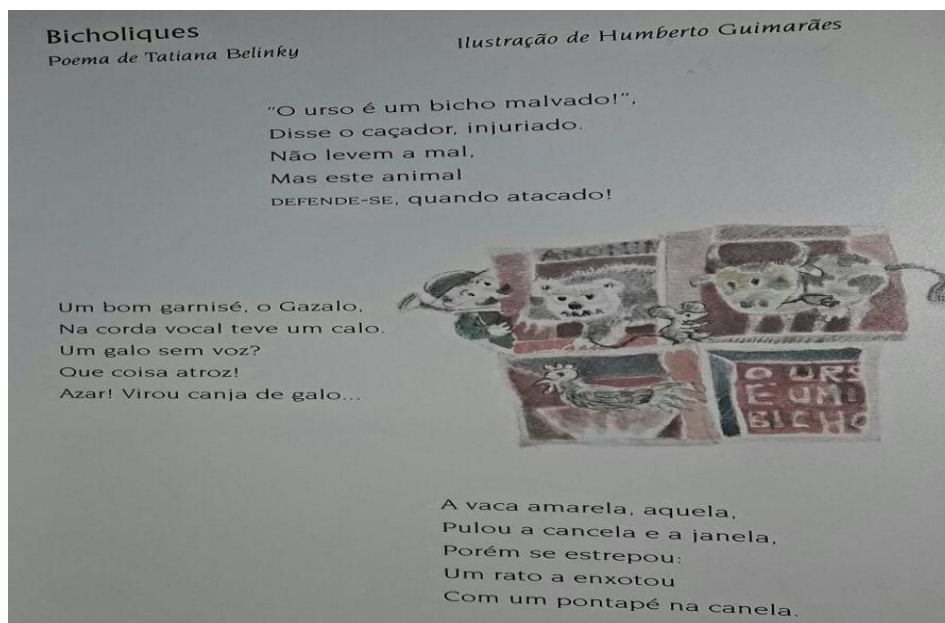 Bicholiques
Poema de Tatiana Belinky
Ilustração de Humberto Guimarães
"O urso é um bicho malvado!",
Disse o caçador, injuriado.
Não levem a mal,
Mas este animal
DEFENDE-SE, quando atacado!
Um bom garnisé, o Gazalo,
Na corda vocal teve um calo.
Um galo sem voz?
Que coisa atroz!
Azar! Virou canja de galo...
O URS
E UM
BICHO
A vaca amarela, aquela,
Pulou a cancela e a janela,
Porém se estrepou:
Um rato a enxotou
Com um pontapé na canela.